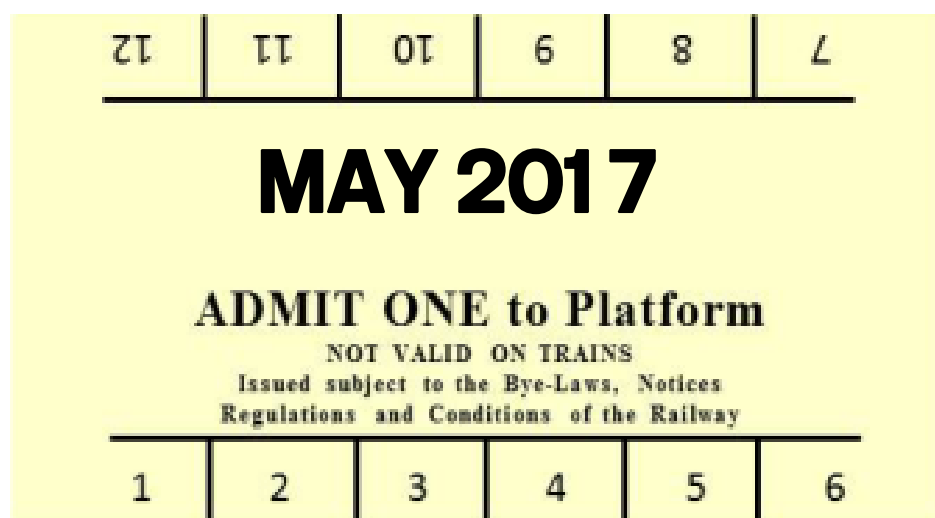 12 11 10 9 8 7
MAY 2017
ADMIT ONE to Platform
NOT VALID ON TRAINS
Issued subject to the Bye-Laws, Notices
Regulations and Conditions of the Railway
1 2 3 4 5 6